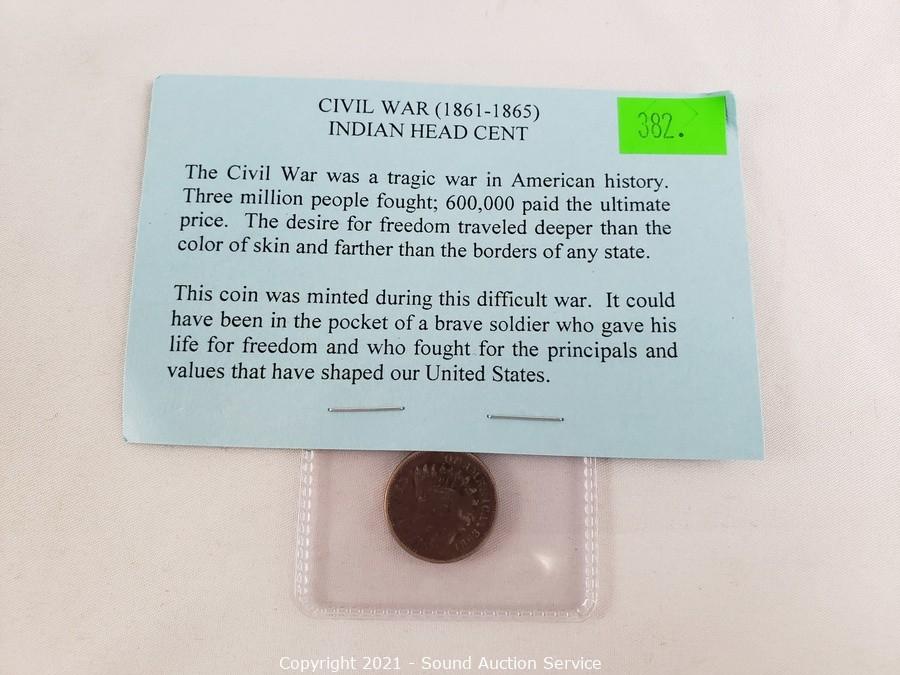 CIVIL WAR (1861-1865)
INDIAN HEAD CENT
382.
The Civil War was a tragic war in American history.
Three million people fought; 600,000 paid the ultimate
price. The desire for freedom traveled deeper than the
color of skin and farther than the borders of any state.
This coin was minted during this difficult war. It could
have been in the pocket of a brave soldier who gave his
life for freedom and who fought for the principals and
values that have shaped our United States.
Copyright 2021 - Sound Auction Service